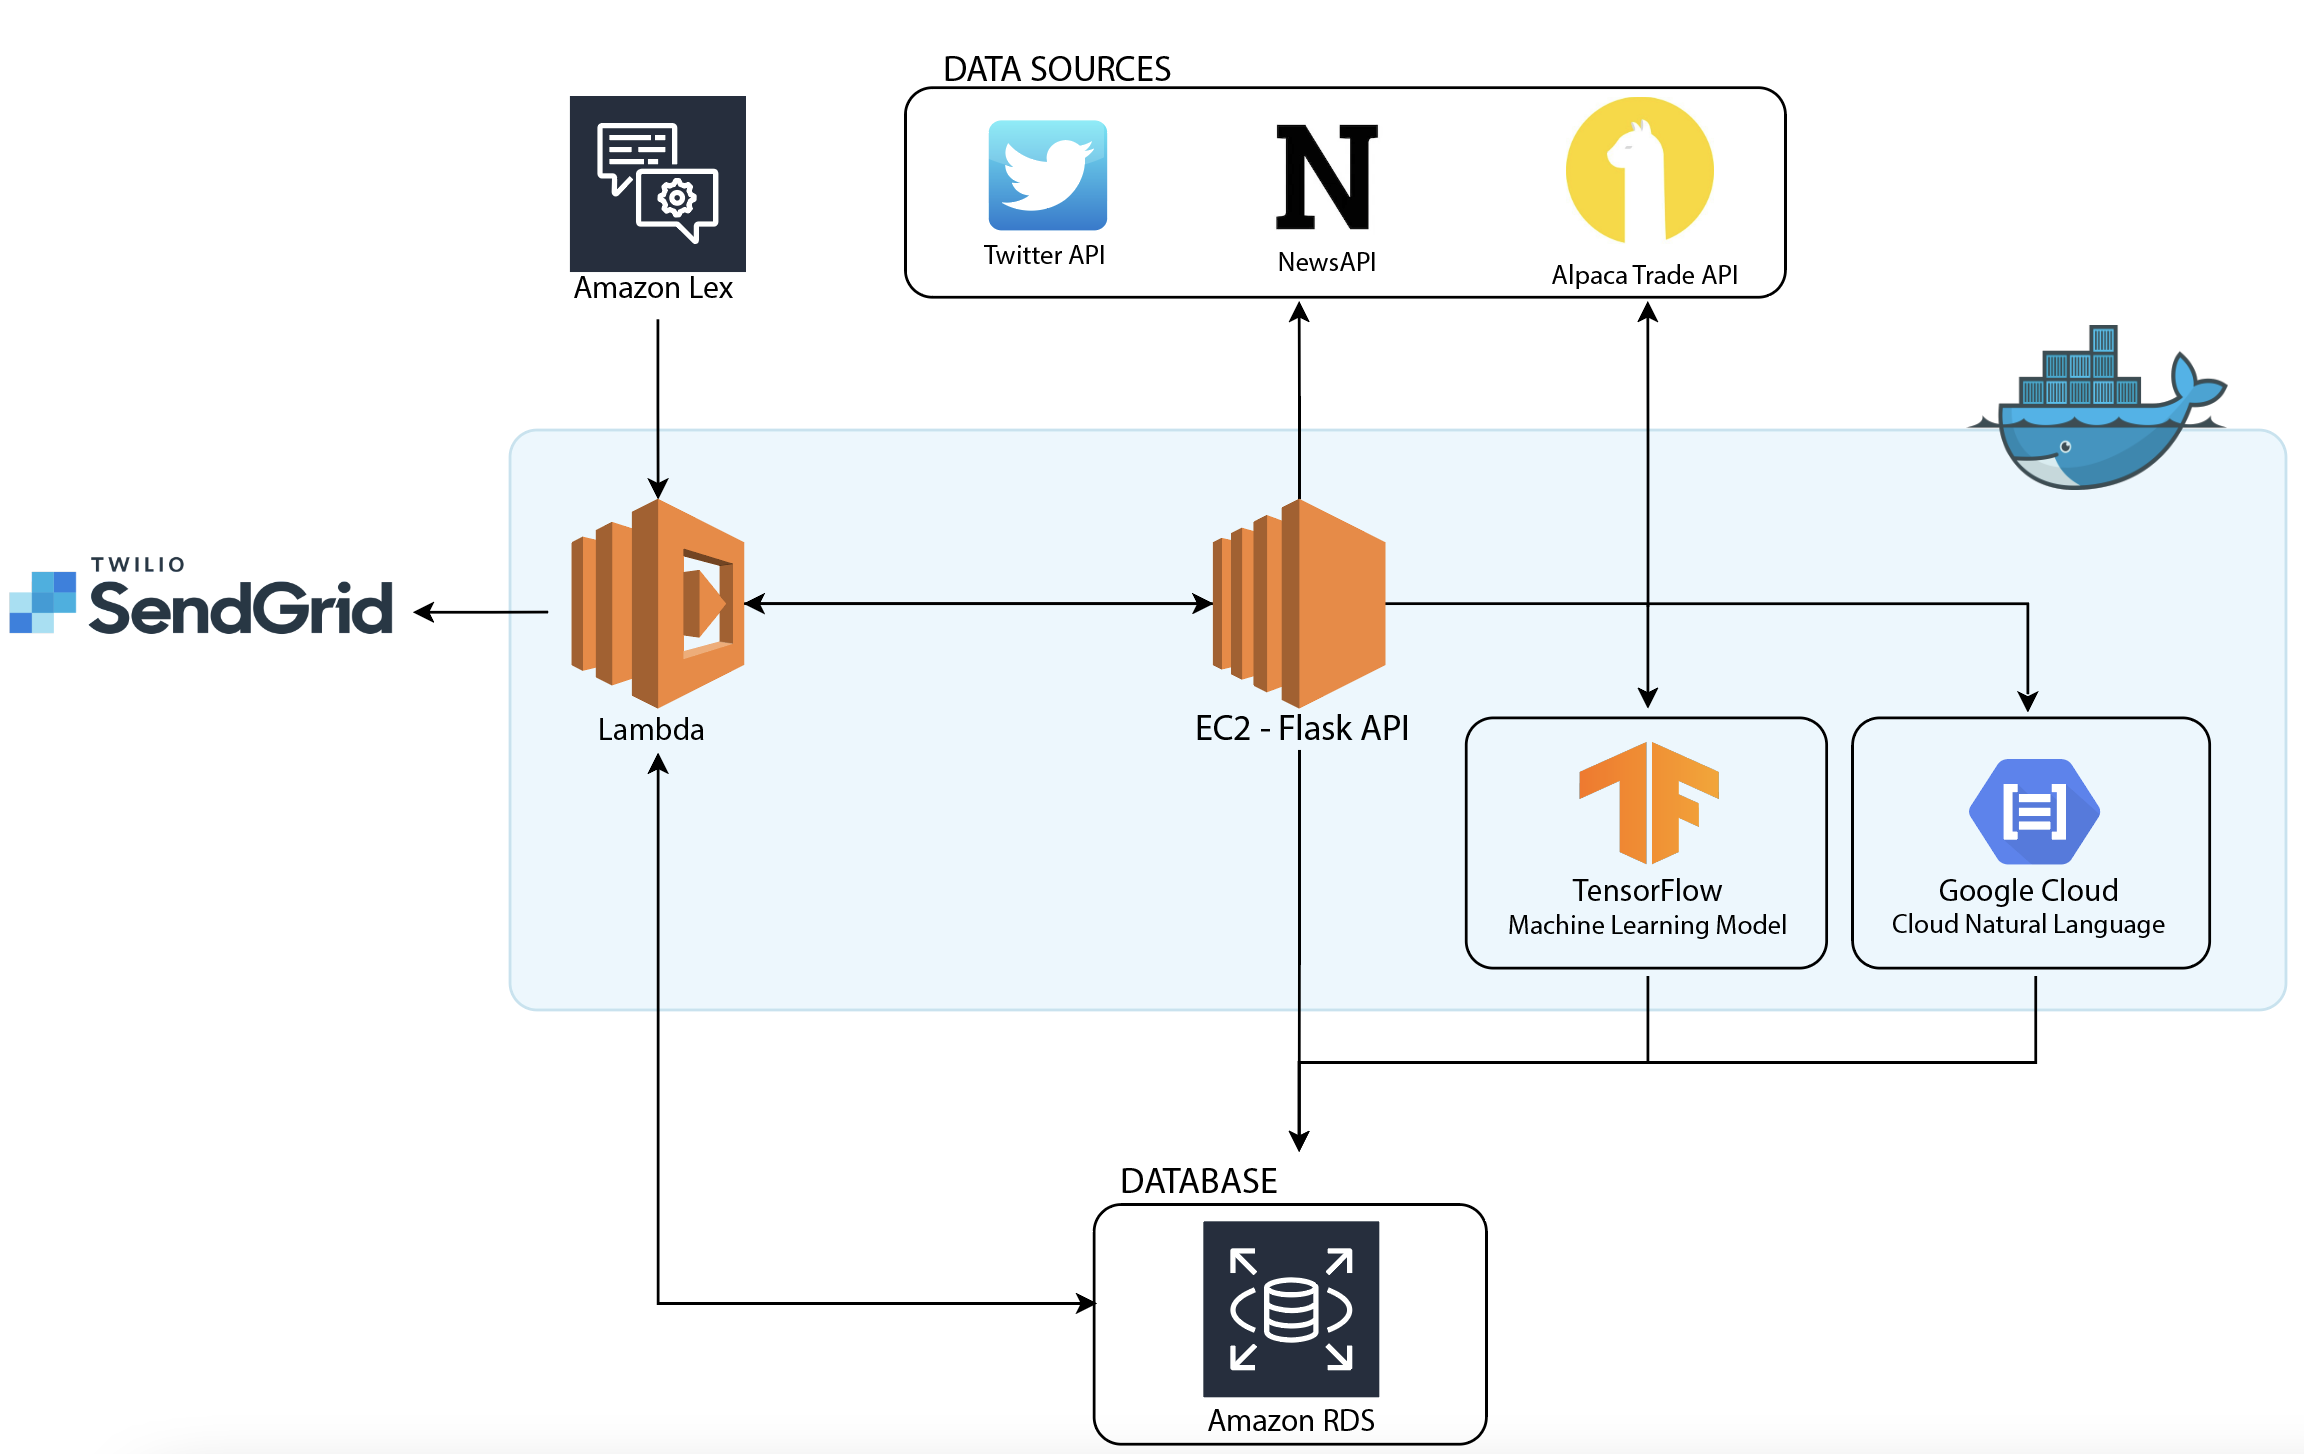 DATA SOURCES
Twitter API
NewsAPI
Alpaca Trade API
Amazon Lex
TWILIO
SendGrid
Lambda
EC2 - Flask API
TensorFlow
Machine Learning Model
Google Cloud
Cloud Natural Language
DATABASE
Amazon RDS